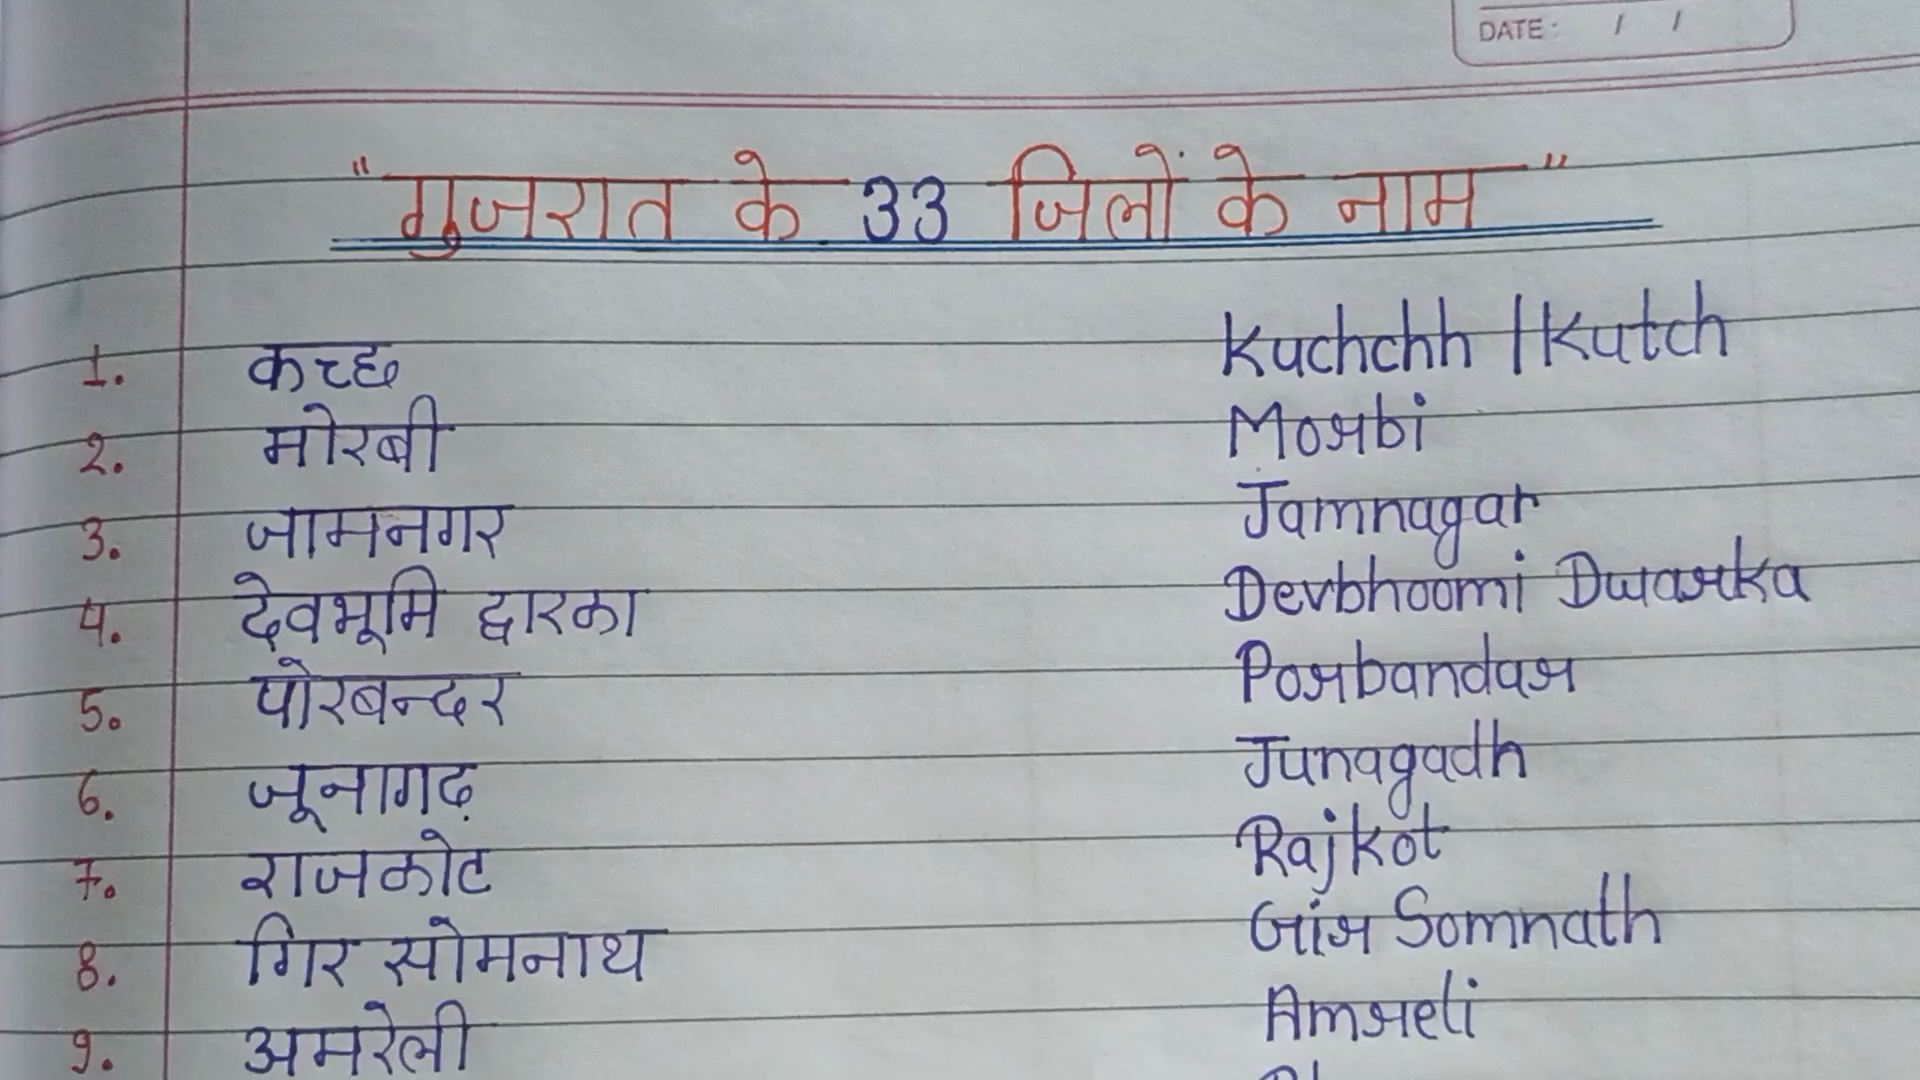 DATE: / /
"गुजरात के 33 जिलों के नाम"
1. कच्छ Kuchchh / Kutch
2. मोरबी Morbi
3. जामनगर Jamnagar
4. देवभूमि द्वारका Devbhoomi Dwarka
5. पोरबन्दर Porbandar
6. जूनागढ़ Junagadh
7. राजकोट Rajkot
8. गिर सोमनाथ Gir Somnath
9. अमरेली Amreli